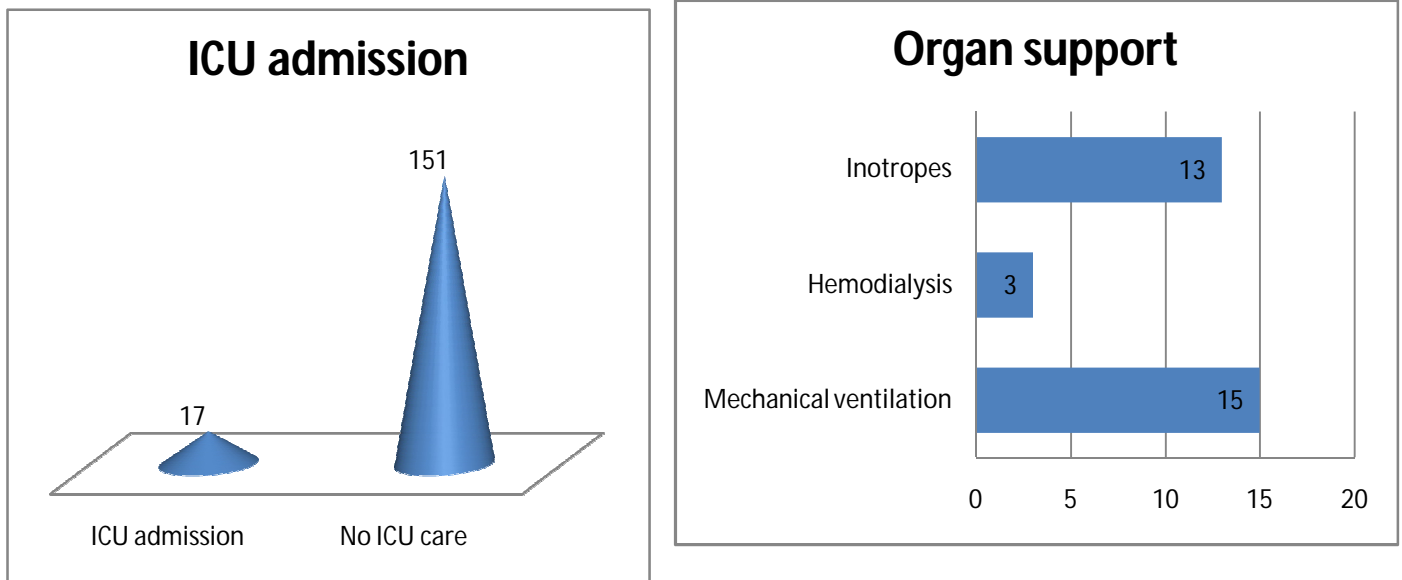 ICU admission
151
17
ICU admission No ICU care
Organ support
Inotropes 13
Hemodialysis 3
Mechanical ventilation 15
0 5 10 15 20